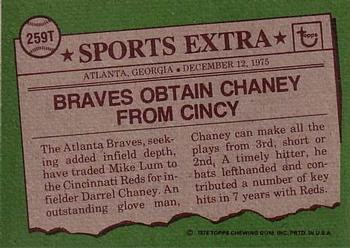 259T
★ SPORTS EXTRA ★
topps
ATLANTA, GEORGIA • DECEMBER 12, 1975
BRAVES OBTAIN CHANEY
FROM CINCY
The Atlanta Braves, seek-
ing added infield depth,
have traded Mike Lum to
the Cincinnati Reds for in-
fielder Darrel Chaney. An
outstanding glove man,
Chaney can make all the
plays from 3rd, short or
2nd. A timely hitter, he
bats lefthanded and con-
tributed a number of key
hits in 7 years with Reds.
© 1976 TOPPS CHEWING GUM, INC. PRTD. IN U.S.A.